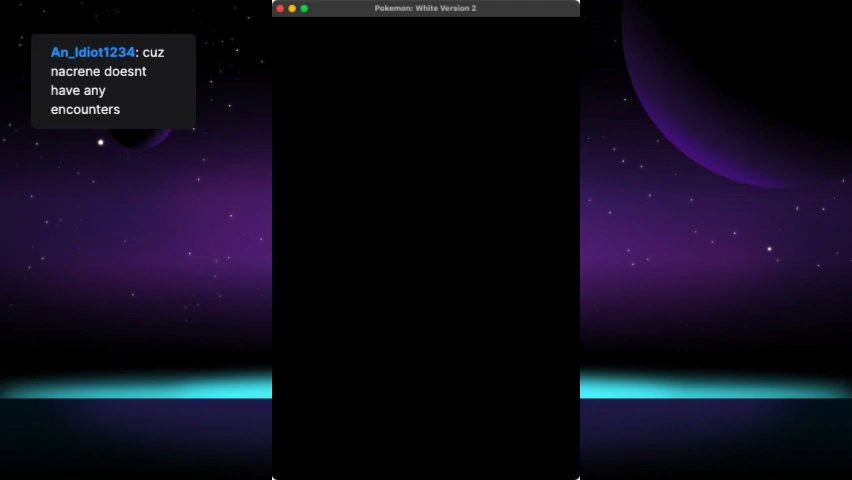 Pokemon: White Version 2
An_Idiot1234: cuz
nacrene doesnt
have any
encounters